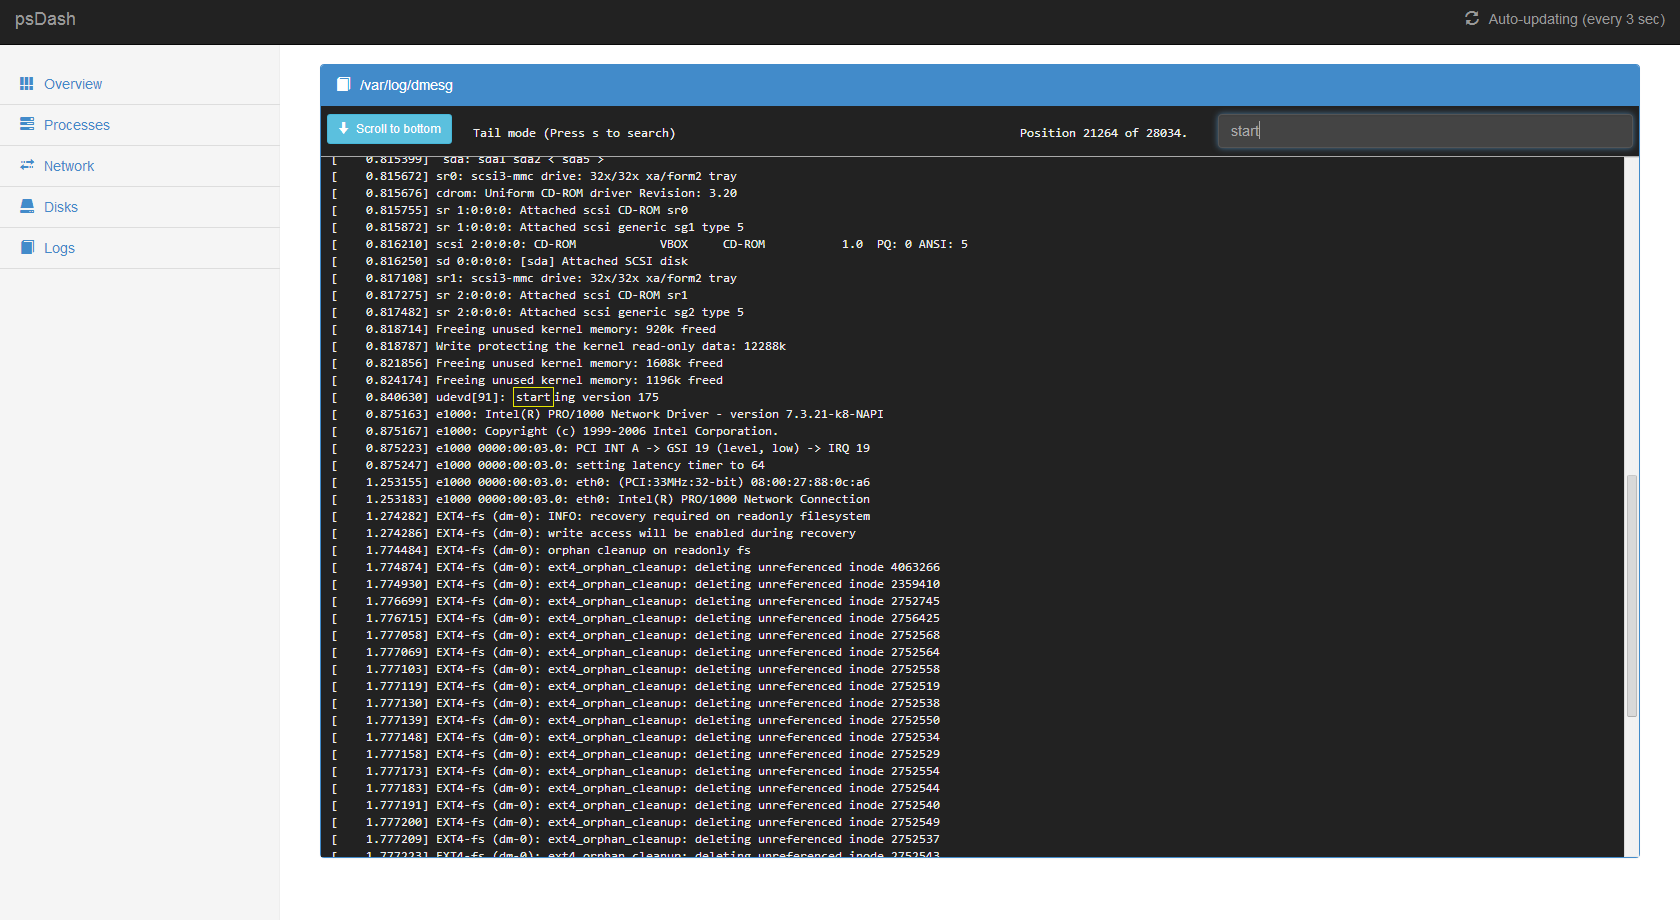 psDash
Auto-updating (every 3 sec)
Overview
Processes
Network
Disks
Logs
/var/log/dmesg
Scroll to bottom
Tail mode (Press s to search)
Position 21264 of 28034.
start
[    0.815399]  sda: sda1 sda2 < sda5 >
[    0.815672] sr0: scsi3-mmc drive: 32x/32x xa/form2 tray
[    0.815676] cdrom: Uniform CD-ROM driver Revision: 3.20
[    0.815755] sr 1:0:0:0: Attached scsi CD-ROM sr0
[    0.815872] sr 1:0:0:0: Attached scsi generic sg1 type 5
[    0.816210] scsi 2:0:0:0: CD-ROM            VBOX     CD-ROM           1.0  PQ: 0 ANSI: 5
[    0.816250] sd 0:0:0:0: [sda] Attached SCSI disk
[    0.817108] sr1: scsi3-mmc drive: 32x/32x xa/form2 tray
[    0.817275] sr 2:0:0:0: Attached scsi CD-ROM sr1
[    0.817482] sr 2:0:0:0: Attached scsi generic sg2 type 5
[    0.818714] Freeing unused kernel memory: 920k freed
[    0.818787] Write protecting the kernel read-only data: 12288k
[    0.821856] Freeing unused kernel memory: 1608k freed
[    0.824174] Freeing unused kernel memory: 1196k freed
[    0.840630] udevd[91]: starting version 175
[    0.875163] e1000: Intel(R) PRO/1000 Network Driver - version 7.3.21-k8-NAPI
[    0.875167] e1000: Copyright (c) 1999-2006 Intel Corporation.
[    0.875223] e1000 0000:00:03.0: PCI INT A -> GSI 19 (level, low) -> IRQ 19
[    0.875247] e1000 0000:00:03.0: setting latency timer to 64
[    1.253155] e1000 0000:00:03.0: eth0: (PCI:33MHz:32-bit) 08:00:27:88:0c:a6
[    1.253183] e1000 0000:00:03.0: eth0: Intel(R) PRO/1000 Network Connection
[    1.274282] EXT4-fs (dm-0): INFO: recovery required on readonly filesystem
[    1.274286] EXT4-fs (dm-0): write access will be enabled during recovery
[    1.774484] EXT4-fs (dm-0): orphan cleanup on readonly fs
[    1.774874] EXT4-fs (dm-0): ext4_orphan_cleanup: deleting unreferenced inode 4063266
[    1.774930] EXT4-fs (dm-0): ext4_orphan_cleanup: deleting unreferenced inode 2359410
[    1.776699] EXT4-fs (dm-0): ext4_orphan_cleanup: deleting unreferenced inode 2752745
[    1.776715] EXT4-fs (dm-0): ext4_orphan_cleanup: deleting unreferenced inode 2756425
[    1.777058] EXT4-fs (dm-0): ext4_orphan_cleanup: deleting unreferenced inode 2752568
[    1.777069] EXT4-fs (dm-0): ext4_orphan_cleanup: deleting unreferenced inode 2752564
[    1.777103] EXT4-fs (dm-0): ext4_orphan_cleanup: deleting unreferenced inode 2752558
[    1.777119] EXT4-fs (dm-0): ext4_orphan_cleanup: deleting unreferenced inode 2752519
[    1.777130] EXT4-fs (dm-0): ext4_orphan_cleanup: deleting unreferenced inode 2752538
[    1.777139] EXT4-fs (dm-0): ext4_orphan_cleanup: deleting unreferenced inode 2752550
[    1.777148] EXT4-fs (dm-0): ext4_orphan_cleanup: deleting unreferenced inode 2752534
[    1.777158] EXT4-fs (dm-0): ext4_orphan_cleanup: deleting unreferenced inode 2752529
[    1.777173] EXT4-fs (dm-0): ext4_orphan_cleanup: deleting unreferenced inode 2752554
[    1.777183] EXT4-fs (dm-0): ext4_orphan_cleanup: deleting unreferenced inode 2752544
[    1.777191] EXT4-fs (dm-0): ext4_orphan_cleanup: deleting unreferenced inode 2752540
[    1.777200] EXT4-fs (dm-0): ext4_orphan_cleanup: deleting unreferenced inode 2752549
[    1.777209] EXT4-fs (dm-0): ext4_orphan_cleanup: deleting unreferenced inode 2752537
[    1.777223] EXT4-fs (dm-0): ext4_orphan_cleanup: deleting unreferenced inode 2752543